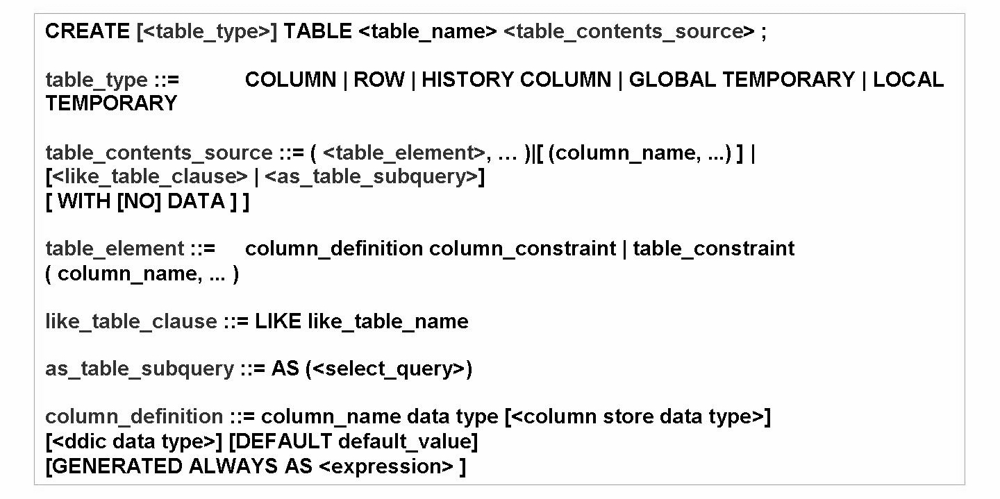 CREATE [<table_type>] TABLE <table_name> <table_contents_source> ;
table_type ::= COLUMN | ROW | HISTORY COLUMN | GLOBAL TEMPORARY | LOCAL
TEMPORARY
table_contents_source ::= ( <table_element>, ... )|[ (column_name, ...) ] |
[<like_table_clause> | <as_table_subquery>]
[ WITH [NO] DATA ] ]
table_element ::= column_definition column_constraint | table_constraint
( column_name, ... )
like_table_clause ::= LIKE like_table_name
as_table_subquery ::= AS (<select_query>)
column_definition ::= column_name data type [<column store data type>]
[<ddic data type>] [DEFAULT default_value]
[GENERATED ALWAYS AS <expression> ]